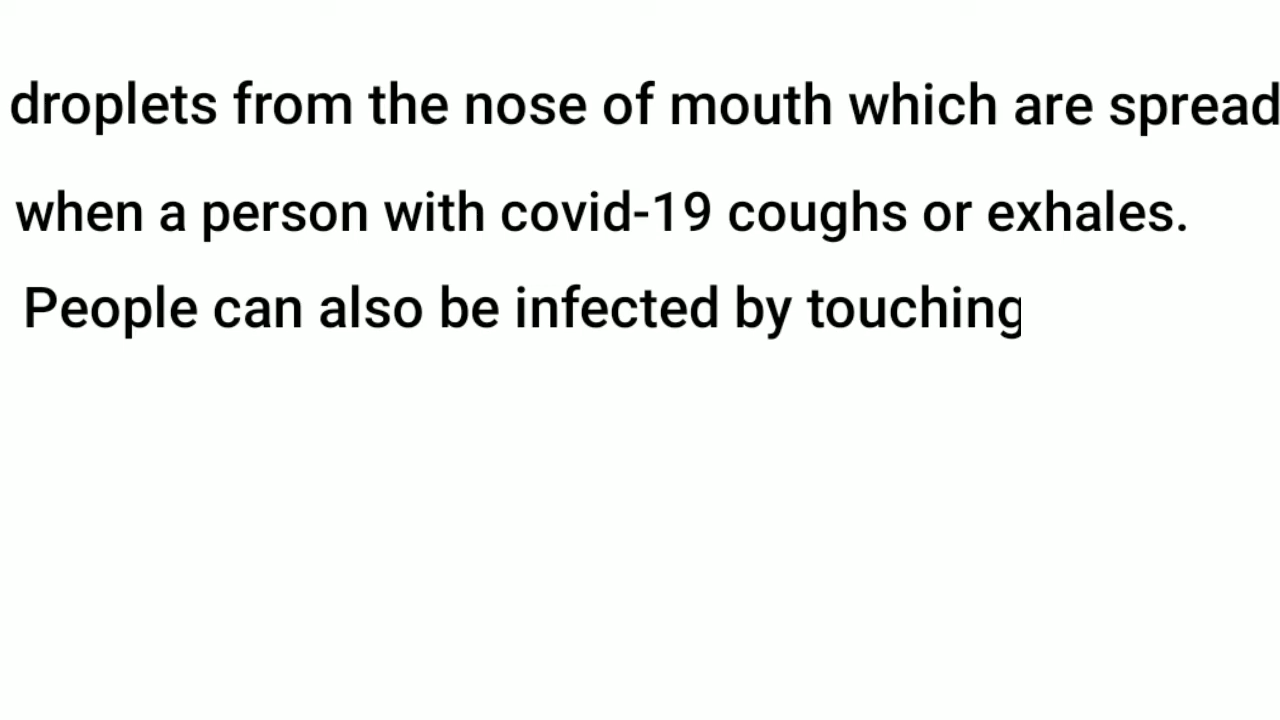 droplets from the nose of mouth which are spread
when a person with covid-19 coughs or exhales.
People can also be infected by touching